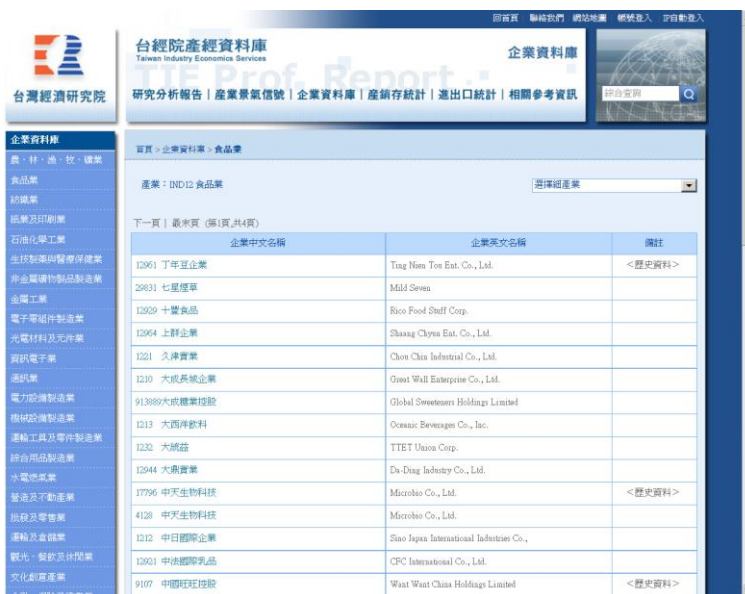 回首頁 聯絡我們 網站地圖 帳號登入 IP自動登入
台灣經濟研究院
台經院產經資料庫
Taiwan Industry Economics Services
企業資料庫
TIE Prof. Report
研究分析報告 | 產業景氣信號 | 企業資料庫 | 產銷存統計 | 進出口統計 | 相關參考資訊
綜合查詢
企業資料庫
農、林、漁、牧、礦業
食品業
紡織業
紙業及印刷業
石油化學工業
生技製藥與醫療保健業
非金屬礦物製品製造業
金屬工業
電子零組件製造業
光電材料及元件業
資訊電子業
通訊業
電力設備製造業
機械設備製造業
運輸工具及零件製造業
綜合用品製造業
水電燃氣業
營造及不動產業
批發及零售業
運輸及倉儲業
觀光、餐飲及休閒業
文化創意產業
首頁 > 企業資料庫 > 食品業
產業：IND12 食品業
選擇細產業
下一頁 | 最末頁 (第1頁,共4頁)
企業中文名稱 企業英文名稱 備註
12961 丁年豆企業 Ting Nien Tou Ent. Co., Ltd. <歷史資料>
29831 七星煙草 Mild Seven
12929 十豐食品 Rico Food Stuff Corp.
12964 上群企業 Shaang Chyun Ent. Co., Ltd.
1221 久津實業 Chou Chin Industrial Co., Ltd.
1210 大成長城企業 Great Wall Enterprise Co., Ltd.
913889大成糖業控股 Global Sweeteners Holdings Limited
1213 大西洋飲料 Oceanic Beverages Co., Inc.
1232 大統益 TTET Union Corp.
12944 大鼎實業 Da-Ding Industry Co., Ltd.
17796 中天生物科技 Microbio Co., Ltd. <歷史資料>
4128 中天生物科技 Microbio Co., Ltd.
1212 中日國際企業 Sino Japan International Industries Co.,
12921 中法國際乳品 CFC International Co., Ltd.
9107 中國旺旺控股 Want Want China Holdings Limited <歷史資料>